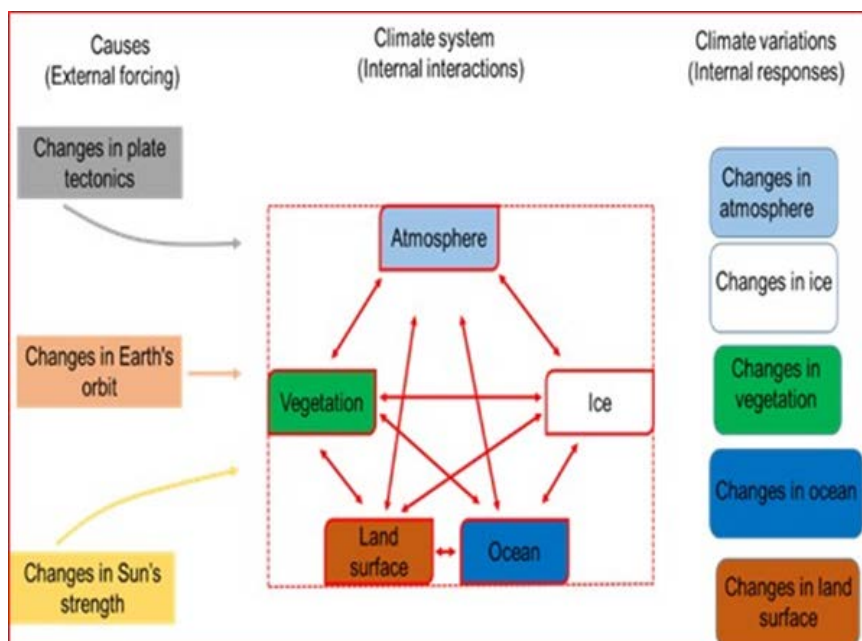 Causes
(External forcing)
Climate system
(Internal interactions)
Climate variations
(Internal responses)
Changes in plate
tectonics
Changes in Earth's
orbit
Changes in Sun's
strength
Atmosphere
Vegetation
Ice
Land
surface
Ocean
Changes in
atmosphere
Changes in ice
Changes in
vegetation
Changes in ocean
Changes in land
surface